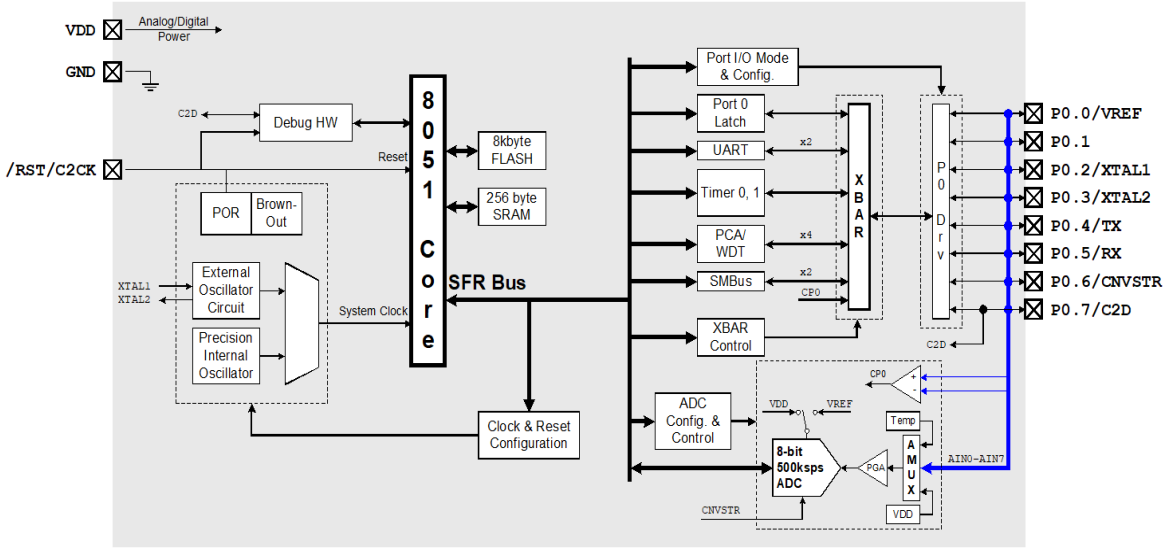 VDD
Analog/Digital
Power
GND
C2D
Debug HW
/RST/C2CK
Reset
POR
Brown-
Out
XTAL1
XTAL2
External
Oscillator
Circuit
Precision
Internal
Oscillator
System Clock
8
0
5
1
C
o
r
e
8kbyte
FLASH
256 byte
SRAM
SFR Bus
Clock & Reset
Configuration
Port I/O Mode
& Config.
Port 0
Latch
UART
x2
Timer 0, 1
PCA/
WDT
x4
SMBus
x2
CP0
XBAR
Control
X
B
A
R
P
0
D
r
v
P0.0/VREF
P0.1
P0.2/XTAL1
P0.3/XTAL2
P0.4/TX
P0.5/RX
P0.6/CNVSTR
P0.7/C2D
C2D
CP0
+
-
ADC
Config. &
Control
VDD
VREF
Temp
8-bit
500ksps
ADC
PGA
A
M
U
X
AIN0-AIN7
VDD
CNVSTR